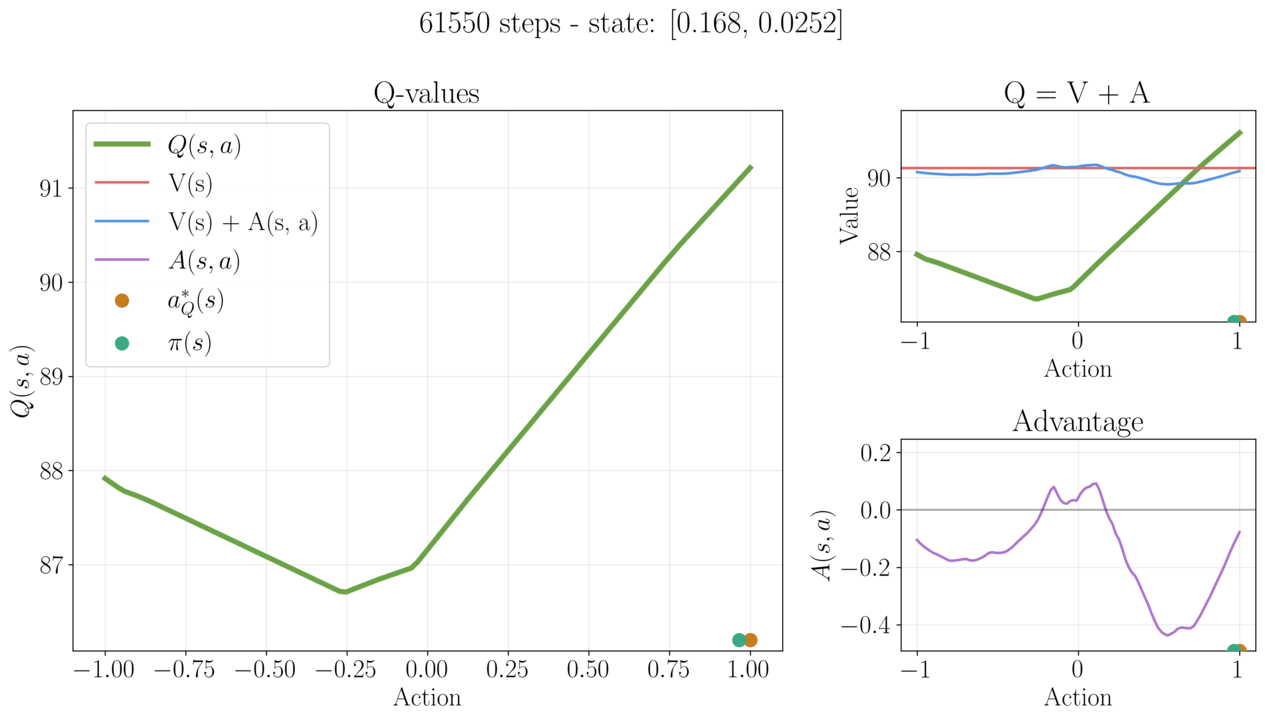 61550 steps - state: [0.168, 0.0252]
Q-values
Q(s, a)
V(s)
V(s) + A(s, a)
A(s, a)
a*Q(s)
π(s)
91
90
89
88
87
Q(s, a)
−1.00 −0.75 −0.50 −0.25 0.00 0.25 0.50 0.75 1.00
Action
Q = V + A
90
88
Value
−1 0 1
Action
Advantage
0.2
0.0
−0.2
−0.4
A(s, a)
−1 0 1
Action